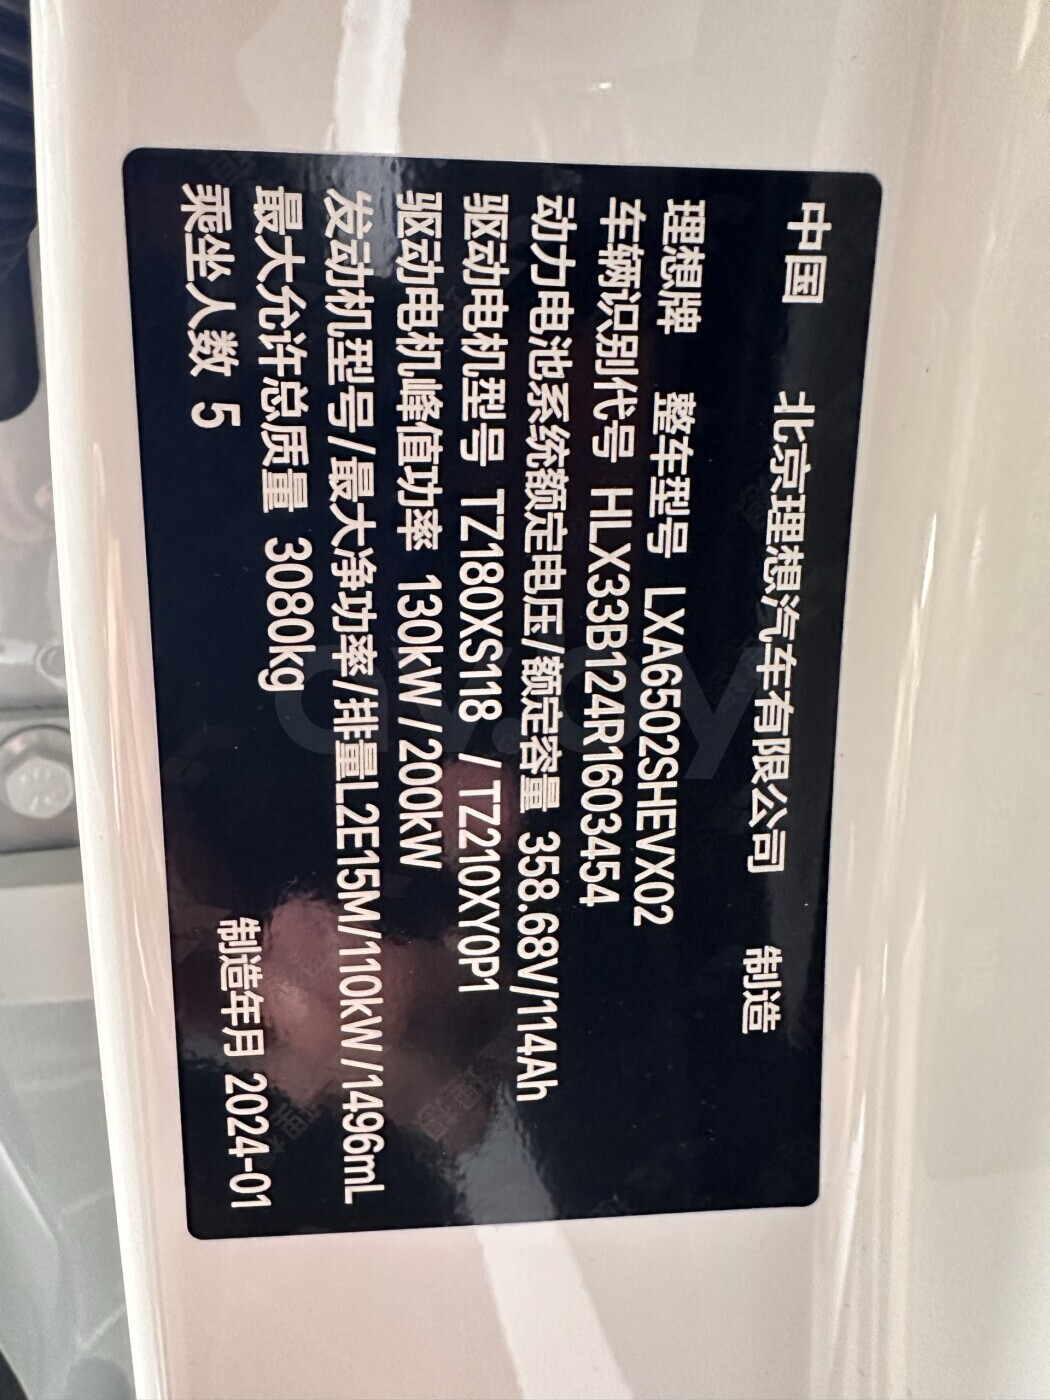 中国 北京理想汽车有限公司 制造
理想牌 整车型号 LXA6502SHEVX02
车辆识别代号 HLX33B124R1603454
动力电池系统额定电压/额定容量 358.68V/114Ah
驱动电机型号 TZ180XS118 / TZ210XY0P1
驱动电机峰值功率 130kW / 200kW
发动机型号/最大净功率/排量L2E15M/110kW/1496mL
最大允许总质量 3080kg
乘坐人数 5 制造年月 2024-01
av.by